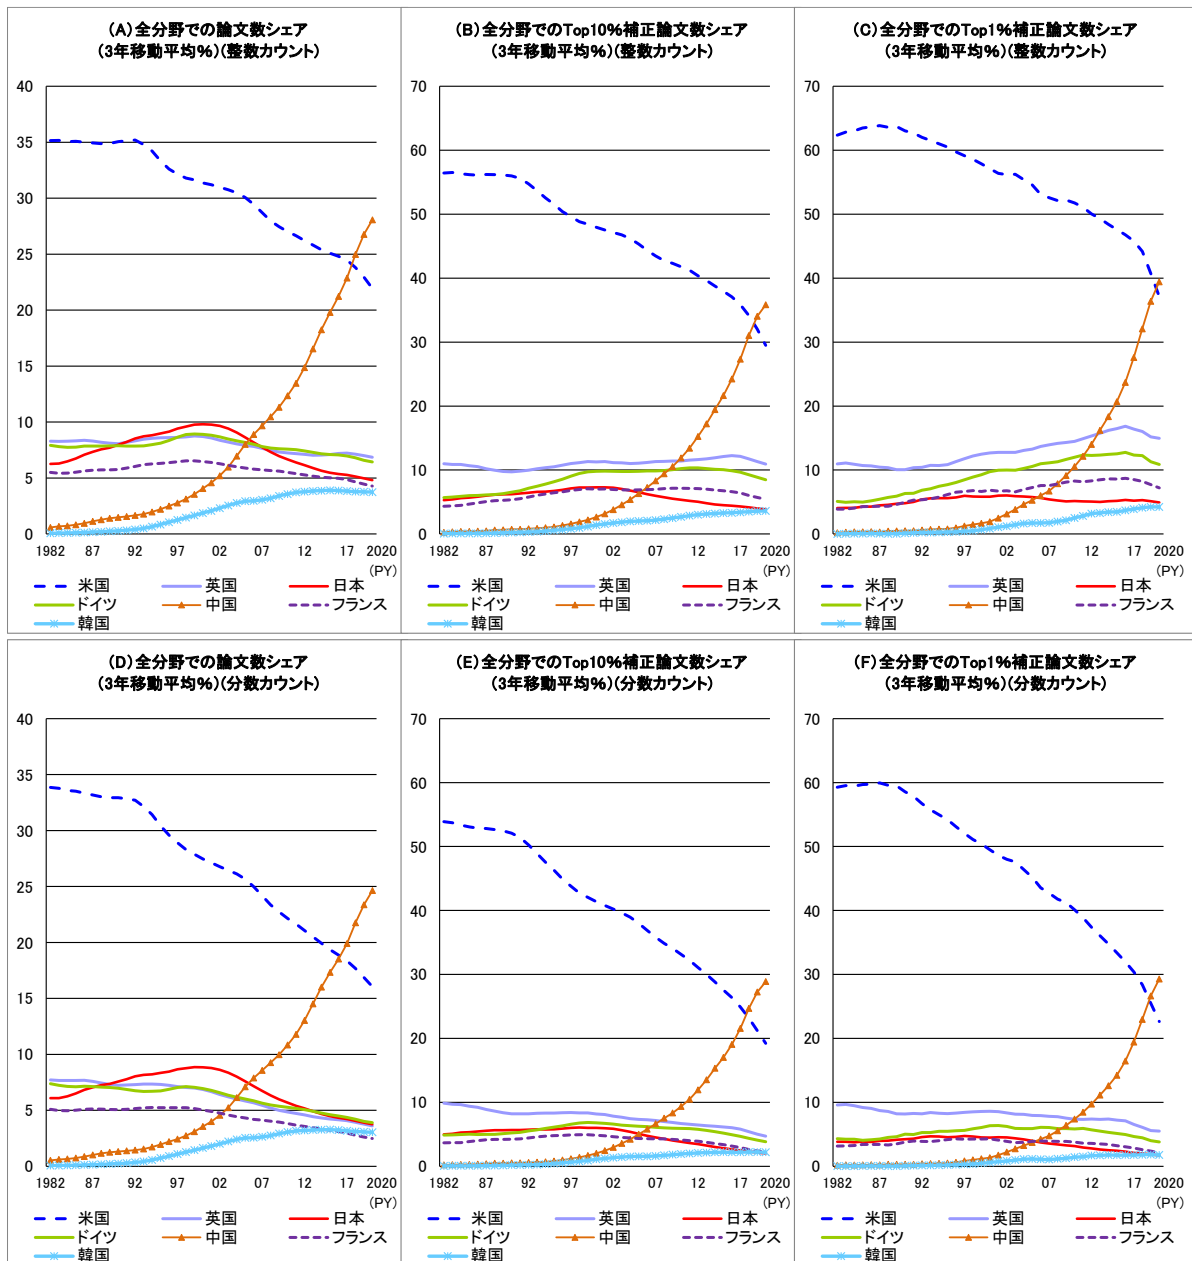 (A)全分野での論文数シェア
(3年移動平均%)(整数カウント)
40
35
30
25
20
15
10
5
0
1982 87 92 97 02 07 12 17 2020
(PY)
米国 英国 日本
ドイツ 中国 フランス
韓国
(B)全分野でのTop10%補正論文数シェア
(3年移動平均%)(整数カウント)
70
60
50
40
30
20
10
0
1982 87 92 97 02 07 12 17 2020
(PY)
米国 英国 日本
ドイツ 中国 フランス
韓国
(C)全分野でのTop1%補正論文数シェア
(3年移動平均%)(整数カウント)
70
60
50
40
30
20
10
0
1982 87 92 97 02 07 12 17 2020
(PY)
米国 英国 日本
ドイツ 中国 フランス
韓国
(D)全分野での論文数シェア
(3年移動平均%)(分数カウント)
40
35
30
25
20
15
10
5
0
1982 87 92 97 02 07 12 17 2020
(PY)
米国 英国 日本
ドイツ 中国 フランス
韓国
(E)全分野でのTop10%補正論文数シェア
(3年移動平均%)(分数カウント)
70
60
50
40
30
20
10
0
1982 87 92 97 02 07 12 17 2020
(PY)
米国 英国 日本
ドイツ 中国 フランス
韓国
(F)全分野でのTop1%補正論文数シェア
(3年移動平均%)(分数カウント)
70
60
50
40
30
20
10
0
1982 87 92 97 02 07 12 17 2020
(PY)
米国 英国 日本
ドイツ 中国 フランス
韓国